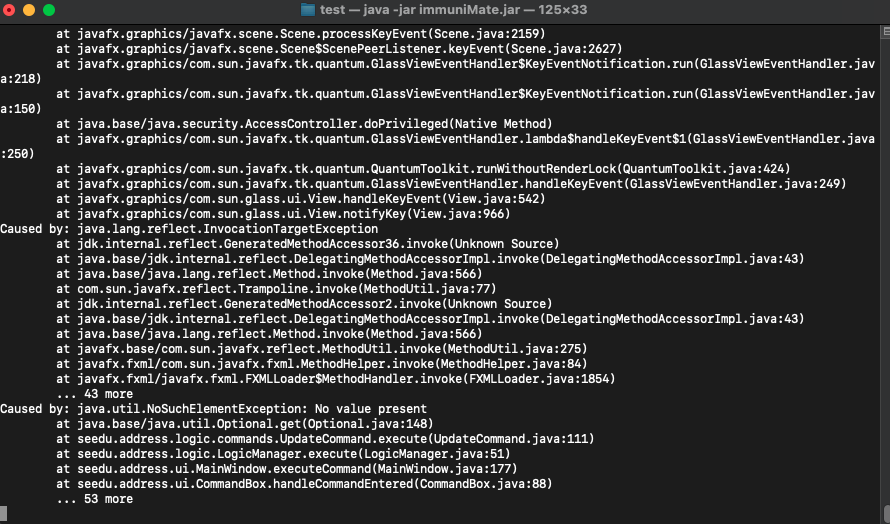 test — java -jar immuniMate.jar — 125×33
at javafx.graphics/javafx.scene.Scene.processKeyEvent(Scene.java:2159)
at javafx.graphics/javafx.scene.Scene$ScenePeerListener.keyEvent(Scene.java:2627)
at javafx.graphics/com.sun.javafx.tk.quantum.GlassViewEventHandler$KeyEventNotification.run(GlassViewEventHandler.jav
a:218)
at javafx.graphics/com.sun.javafx.tk.quantum.GlassViewEventHandler$KeyEventNotification.run(GlassViewEventHandler.jav
a:150)
at java.base/java.security.AccessController.doPrivileged(Native Method)
at javafx.graphics/com.sun.javafx.tk.quantum.GlassViewEventHandler.lambda$handleKeyEvent$1(GlassViewEventHandler.java
:250)
at javafx.graphics/com.sun.javafx.tk.quantum.QuantumToolkit.runWithoutRenderLock(QuantumToolkit.java:424)
at javafx.graphics/com.sun.javafx.tk.quantum.GlassViewEventHandler.handleKeyEvent(GlassViewEventHandler.java:249)
at javafx.graphics/com.sun.glass.ui.View.handleKeyEvent(View.java:542)
at javafx.graphics/com.sun.glass.ui.View.notifyKey(View.java:966)
Caused by: java.lang.reflect.InvocationTargetException
at jdk.internal.reflect.GeneratedMethodAccessor36.invoke(Unknown Source)
at java.base/jdk.internal.reflect.DelegatingMethodAccessorImpl.invoke(DelegatingMethodAccessorImpl.java:43)
at java.base/java.lang.reflect.Method.invoke(Method.java:566)
at com.sun.javafx.reflect.Trampoline.invoke(MethodUtil.java:77)
at jdk.internal.reflect.GeneratedMethodAccessor2.invoke(Unknown Source)
at java.base/jdk.internal.reflect.DelegatingMethodAccessorImpl.invoke(DelegatingMethodAccessorImpl.java:43)
at java.base/java.lang.reflect.Method.invoke(Method.java:566)
at javafx.base/com.sun.javafx.reflect.MethodUtil.invoke(MethodUtil.java:275)
at javafx.fxml/com.sun.javafx.fxml.MethodHelper.invoke(MethodHelper.java:84)
at javafx.fxml/javafx.fxml.FXMLLoader$MethodHandler.invoke(FXMLLoader.java:1854)
... 43 more
Caused by: java.util.NoSuchElementException: No value present
at java.base/java.util.Optional.get(Optional.java:148)
at seedu.address.logic.commands.UpdateCommand.execute(UpdateCommand.java:111)
at seedu.address.logic.LogicManager.execute(LogicManager.java:51)
at seedu.address.ui.MainWindow.executeCommand(MainWindow.java:177)
at seedu.address.ui.CommandBox.handleCommandEntered(CommandBox.java:88)
... 53 more